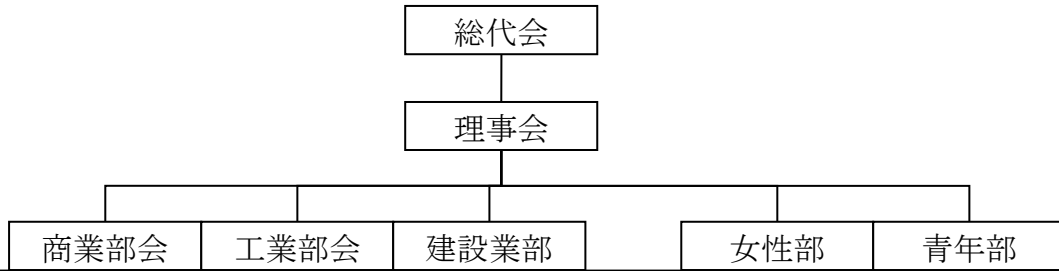 総代会
理事会
商業部会
工業部会
建設業部
女性部
青年部